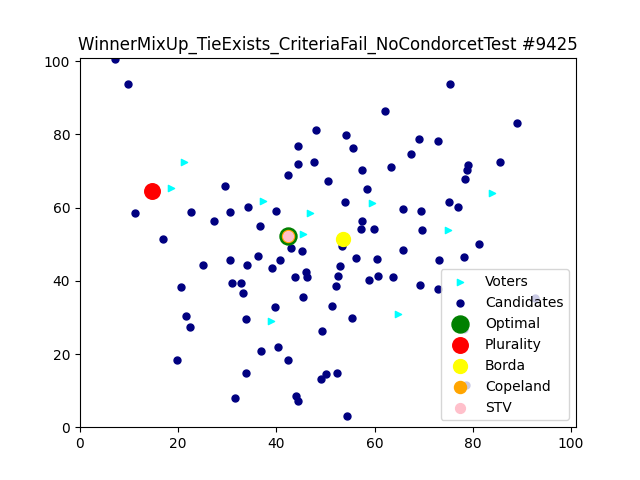 WinnerMixUp_TieExists_CriteriaFail_NoCondorcetTest #9425
100
80
60
40
20
0
0 20 40 60 80 100
Voters
Candidates
Optimal
Plurality
Borda
Copeland
STV